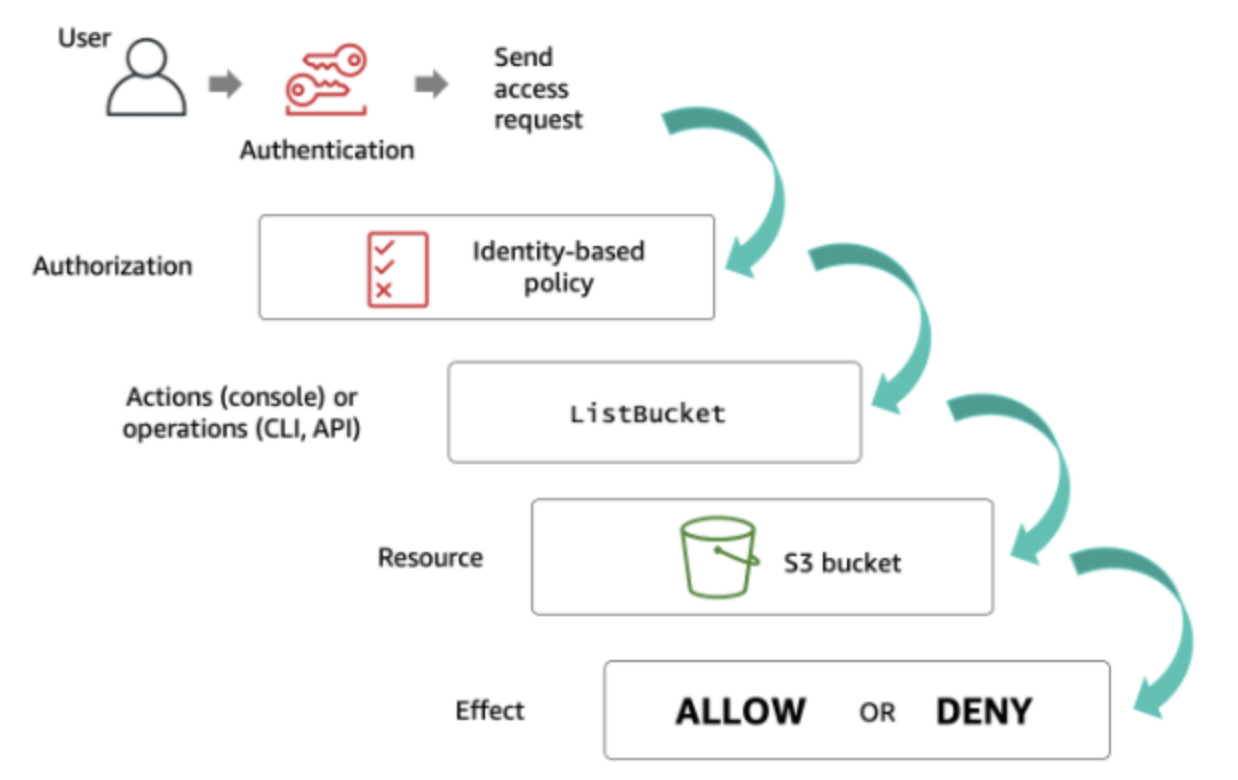 User
Send
access
request
Authentication
Authorization
Identity-based
policy
Actions (console) or
operations (CLI, API)
ListBucket
Resource
S3 bucket
Effect
ALLOW OR DENY